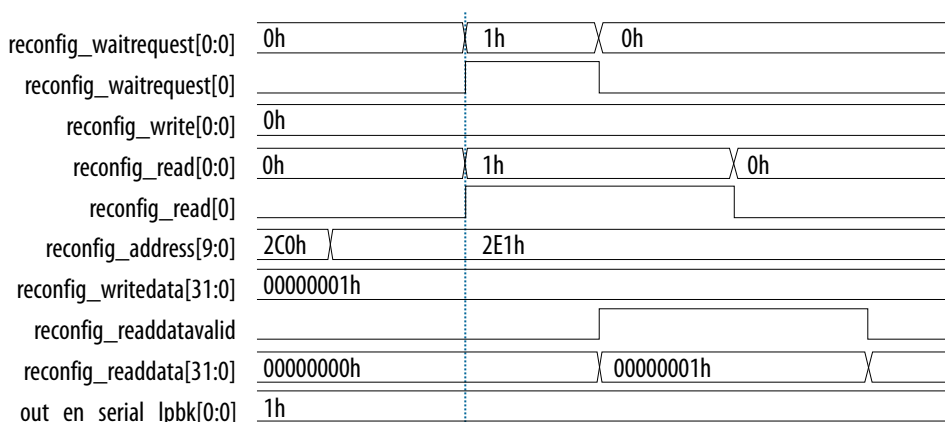 reconfig_waitrequest[0:0] 0h 1h 0h
reconfig_waitrequest[0]
reconfig_write[0:0] 0h
reconfig_read[0:0] 0h 1h 0h
reconfig_read[0]
reconfig_address[9:0] 2C0h 2E1h
reconfig_writedata[31:0] 00000001h
reconfig_readdatavalid
reconfig_readdata[31:0] 00000000h 00000001h
out_en_serial_lpbk[0:0] 1h